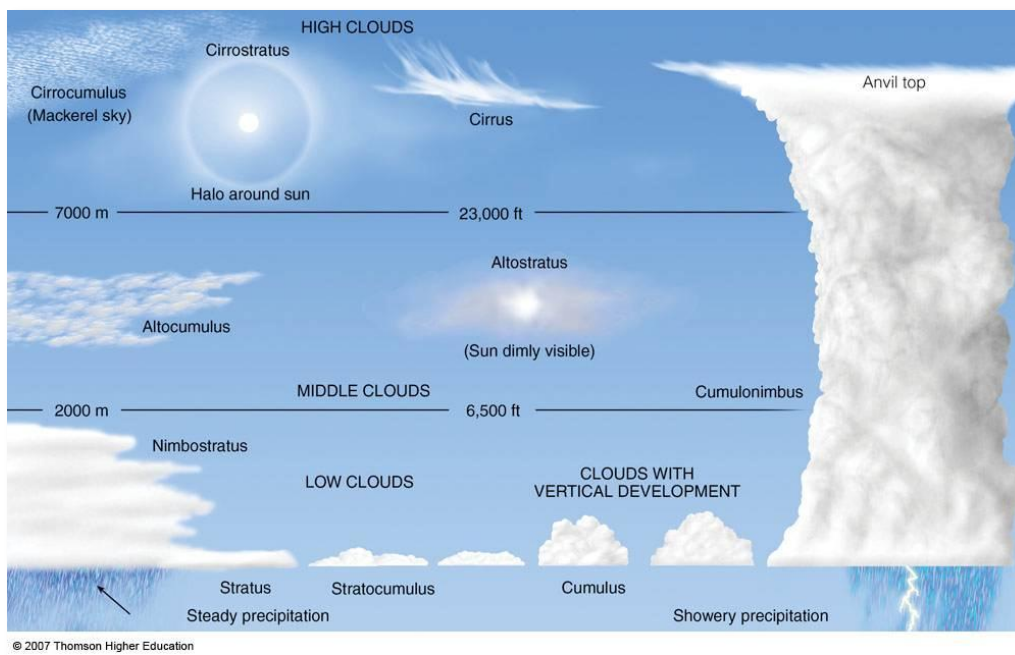 HIGH CLOUDS
Cirrostratus
Cirrocumulus
(Mackerel sky)
Cirrus
Anvil top
Halo around sun
7000 m
23,000 ft
Altostratus
Altocumulus
(Sun dimly visible)
MIDDLE CLOUDS
Cumulonimbus
2000 m
6,500 ft
Nimbostratus
LOW CLOUDS
CLOUDS WITH
VERTICAL DEVELOPMENT
Stratus
Stratocumulus
Cumulus
Steady precipitation
Showery precipitation
© 2007 Thomson Higher Education